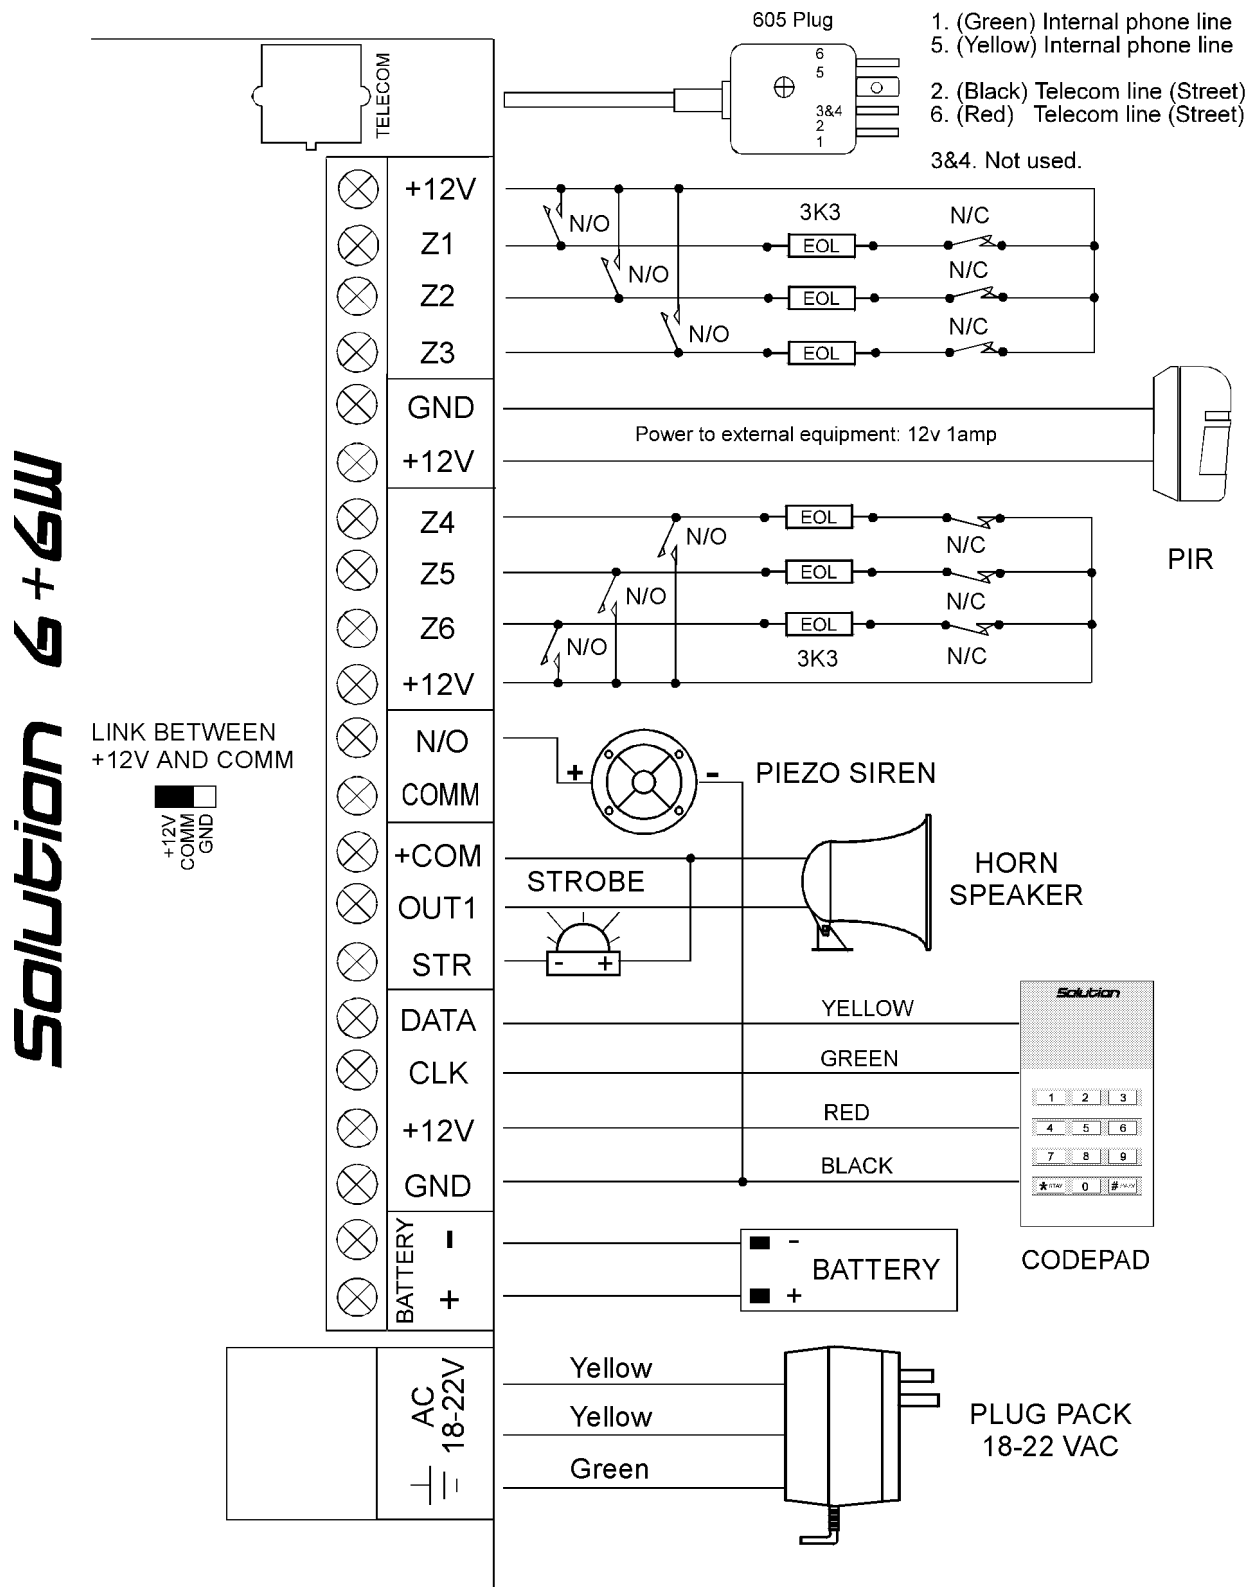 605 Plug
1. (Green) Internal phone line
5. (Yellow) Internal phone line
2. (Black) Telecom line (Street)
6. (Red) Telecom line (Street)
3&4. Not used.
6
5
3&4
2
1
TELECOM
+12V
Z1
Z2
Z3
GND
+12V
Z4
Z5
Z6
+12V
N/O
COMM
+COM
OUT1
STR
DATA
CLK
+12V
GND
BATTERY
-
+
AC
18-22V
N/O
N/O
N/O
3K3
EOL
EOL
EOL
N/C
N/C
N/C
Power to external equipment: 12v 1amp
PIR
EOL
EOL
EOL
3K3
N/O
N/O
N/O
N/C
N/C
N/C
Solution 6+6W
LINK BETWEEN
+12V AND COMM
+12V
COMM
GND
+
-
PIEZO SIREN
STROBE
- +
HORN
SPEAKER
YELLOW
GREEN
RED
BLACK
Solution
1 2 3
4 5 6
7 8 9
* STAY 0 #
CODEPAD
-
BATTERY
+
Yellow
Yellow
Green
PLUG PACK
18-22 VAC